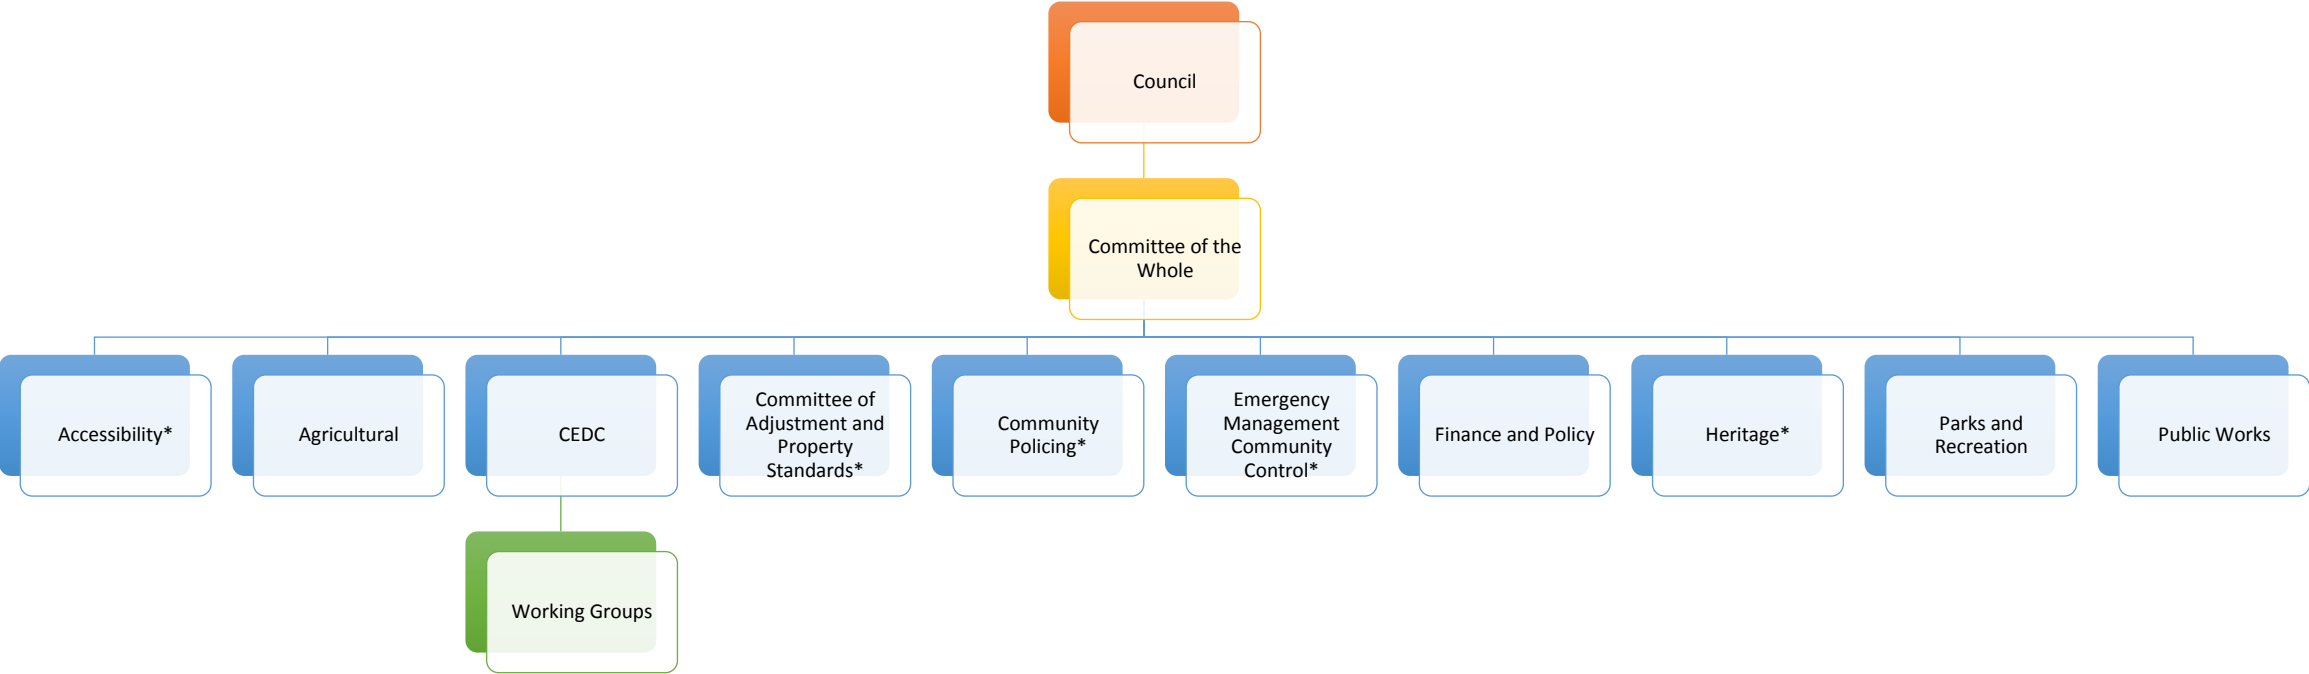 Council
Committee of the
Whole
Accessibility*
Agricultural
CEDC
Committee of
Adjustment and
Property
Standards*
Community
Policing*
Emergency
Management
Community
Control*
Finance and Policy
Heritage*
Parks and
Recreation
Public Works
Working Groups